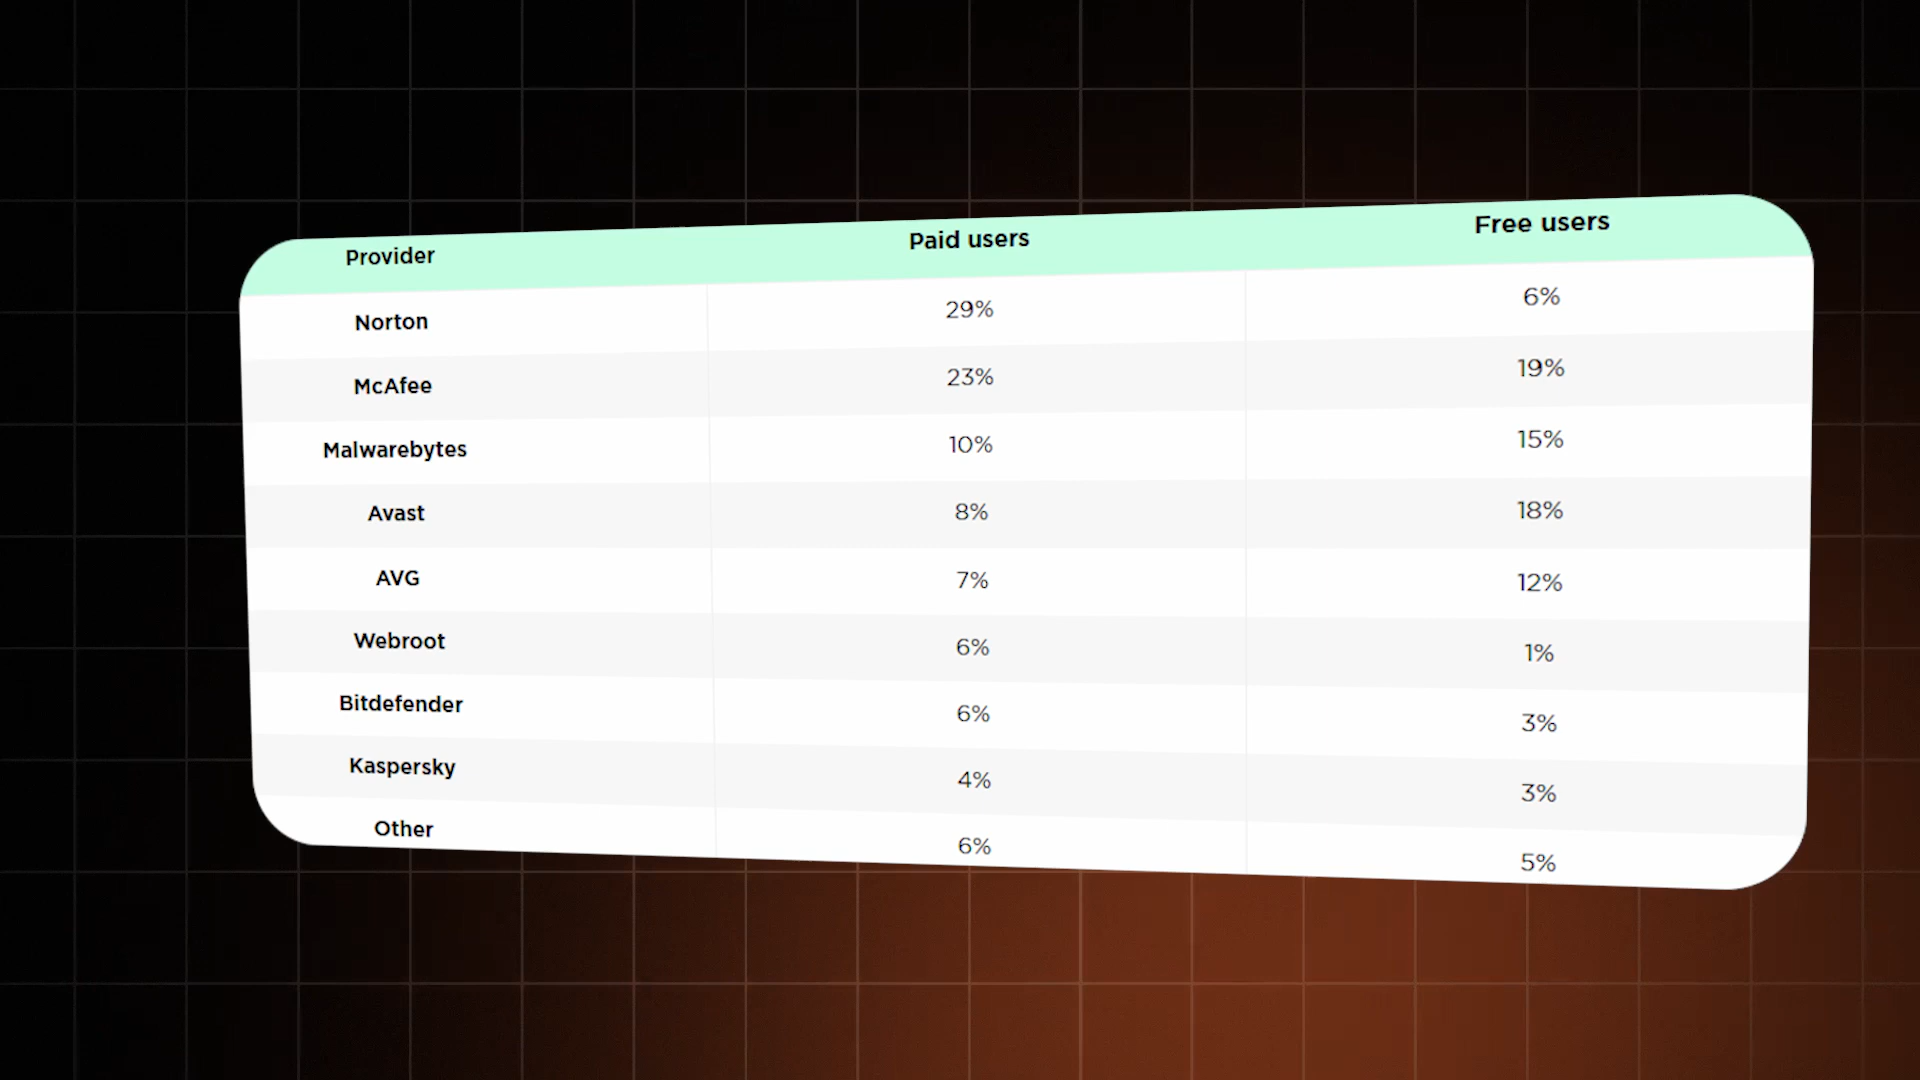 Provider Paid users Free users
Norton 29% 6%
McAfee 23% 19%
Malwarebytes 10% 15%
Avast 8% 18%
AVG 7% 12%
Webroot 6% 1%
Bitdefender 6% 3%
Kaspersky 4% 3%
Other 6% 5%